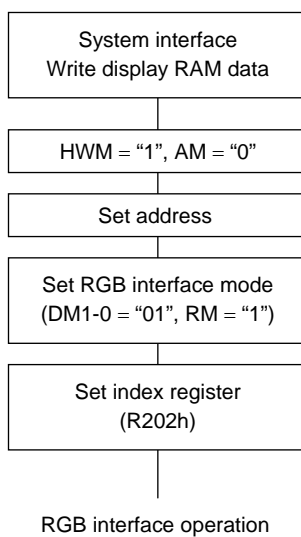 System interface
Write display RAM data
HWM = “1”, AM = “0”
Set address
Set RGB interface mode
(DM1-0 = “01”, RM = “1”)
Set index register
(R202h)
RGB interface operation